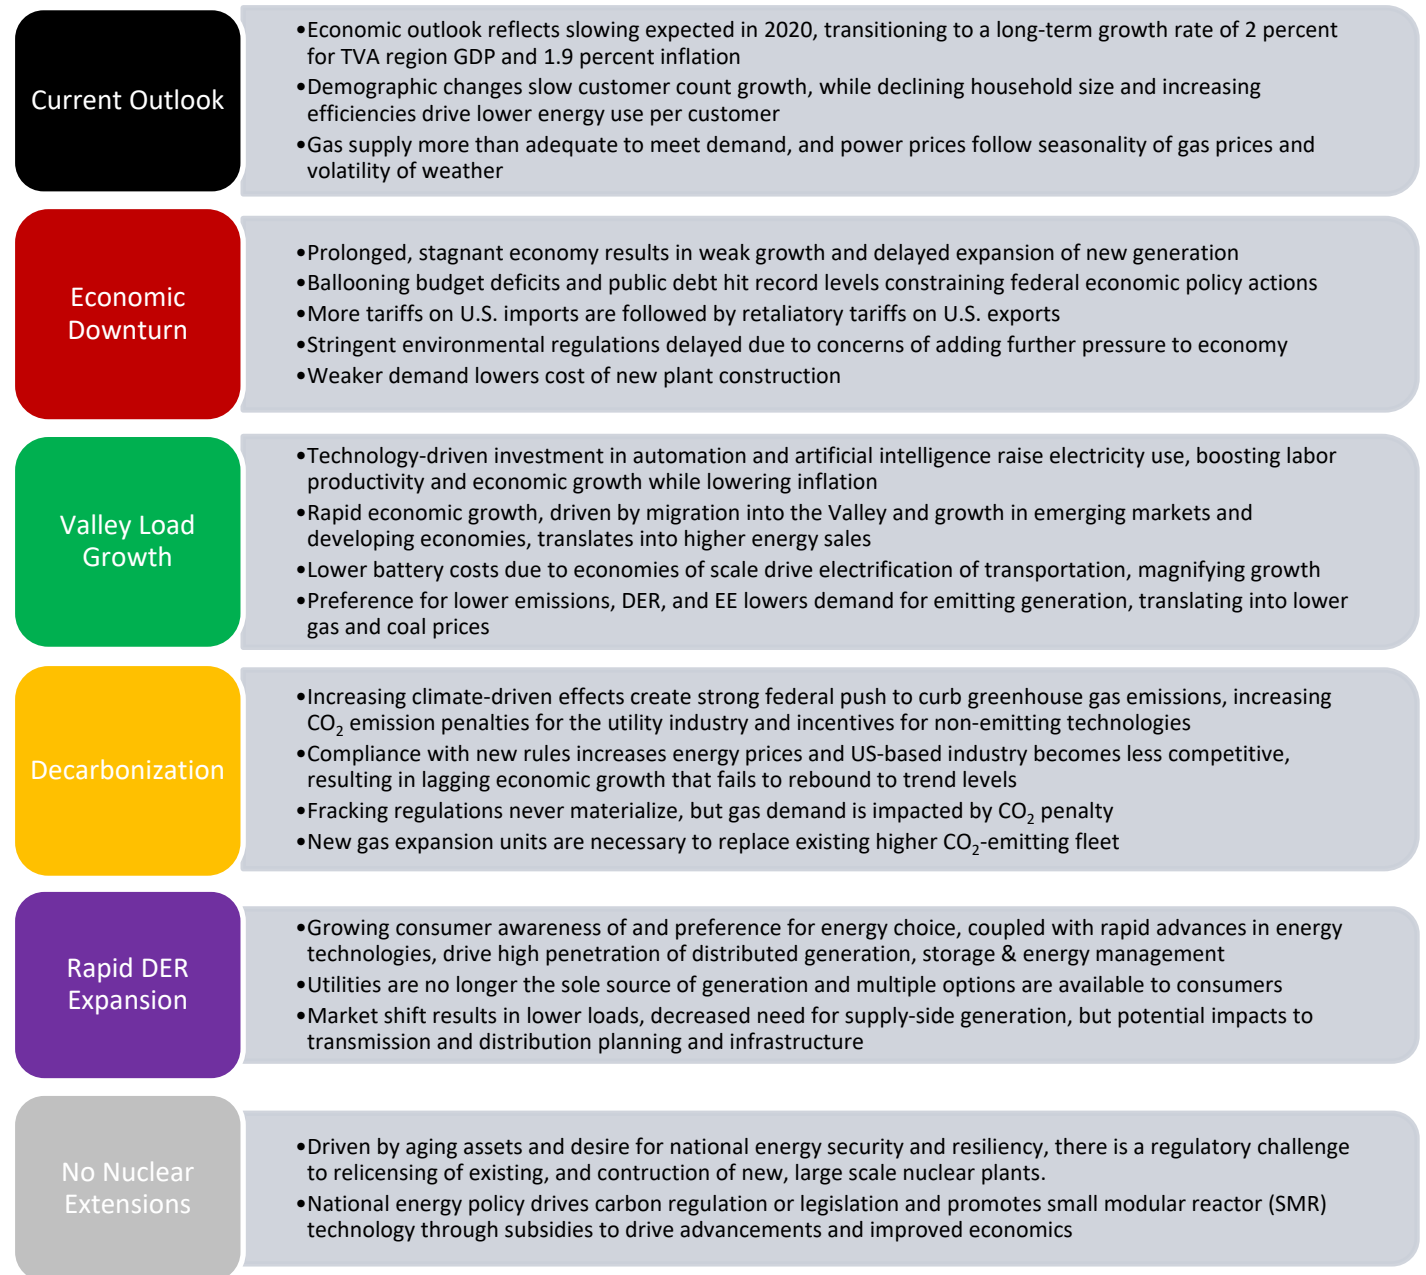 Current Outlook
•Economic outlook reflects slowing expected in 2020, transitioning to a long-term growth rate of 2 percent
for TVA region GDP and 1.9 percent inflation
•Demographic changes slow customer count growth, while declining household size and increasing
efficiencies drive lower energy use per customer
•Gas supply more than adequate to meet demand, and power prices follow seasonality of gas prices and
volatility of weather
Economic
Downturn
•Prolonged, stagnant economy results in weak growth and delayed expansion of new generation
•Ballooning budget deficits and public debt hit record levels constraining federal economic policy actions
•More tariffs on U.S. imports are followed by retaliatory tariffs on U.S. exports
•Stringent environmental regulations delayed due to concerns of adding further pressure to economy
•Weaker demand lowers cost of new plant construction
Valley Load
Growth
•Technology-driven investment in automation and artificial intelligence raise electricity use, boosting labor
productivity and economic growth while lowering inflation
•Rapid economic growth, driven by migration into the Valley and growth in emerging markets and
developing economies, translates into higher energy sales
•Lower battery costs due to economies of scale drive electrification of transportation, magnifying growth
•Preference for lower emissions, DER, and EE lowers demand for emitting generation, translating into lower
gas and coal prices
Decarbonization
•Increasing climate-driven effects create strong federal push to curb greenhouse gas emissions, increasing
CO₂ emission penalties for the utility industry and incentives for non-emitting technologies
•Compliance with new rules increases energy prices and US-based industry becomes less competitive,
resulting in lagging economic growth that fails to rebound to trend levels
•Fracking regulations never materialize, but gas demand is impacted by CO₂ penalty
•New gas expansion units are necessary to replace existing higher CO₂-emitting fleet
Rapid DER
Expansion
•Growing consumer awareness of and preference for energy choice, coupled with rapid advances in energy
technologies, drive high penetration of distributed generation, storage & energy management
•Utilities are no longer the sole source of generation and multiple options are available to consumers
•Market shift results in lower loads, decreased need for supply-side generation, but potential impacts to
transmission and distribution planning and infrastructure
No Nuclear
Extensions
•Driven by aging assets and desire for national energy security and resiliency, there is a regulatory challenge
to relicensing of existing, and contruction of new, large scale nuclear plants.
•National energy policy drives carbon regulation or legislation and promotes small modular reactor (SMR)
technology through subsidies to drive advancements and improved economics